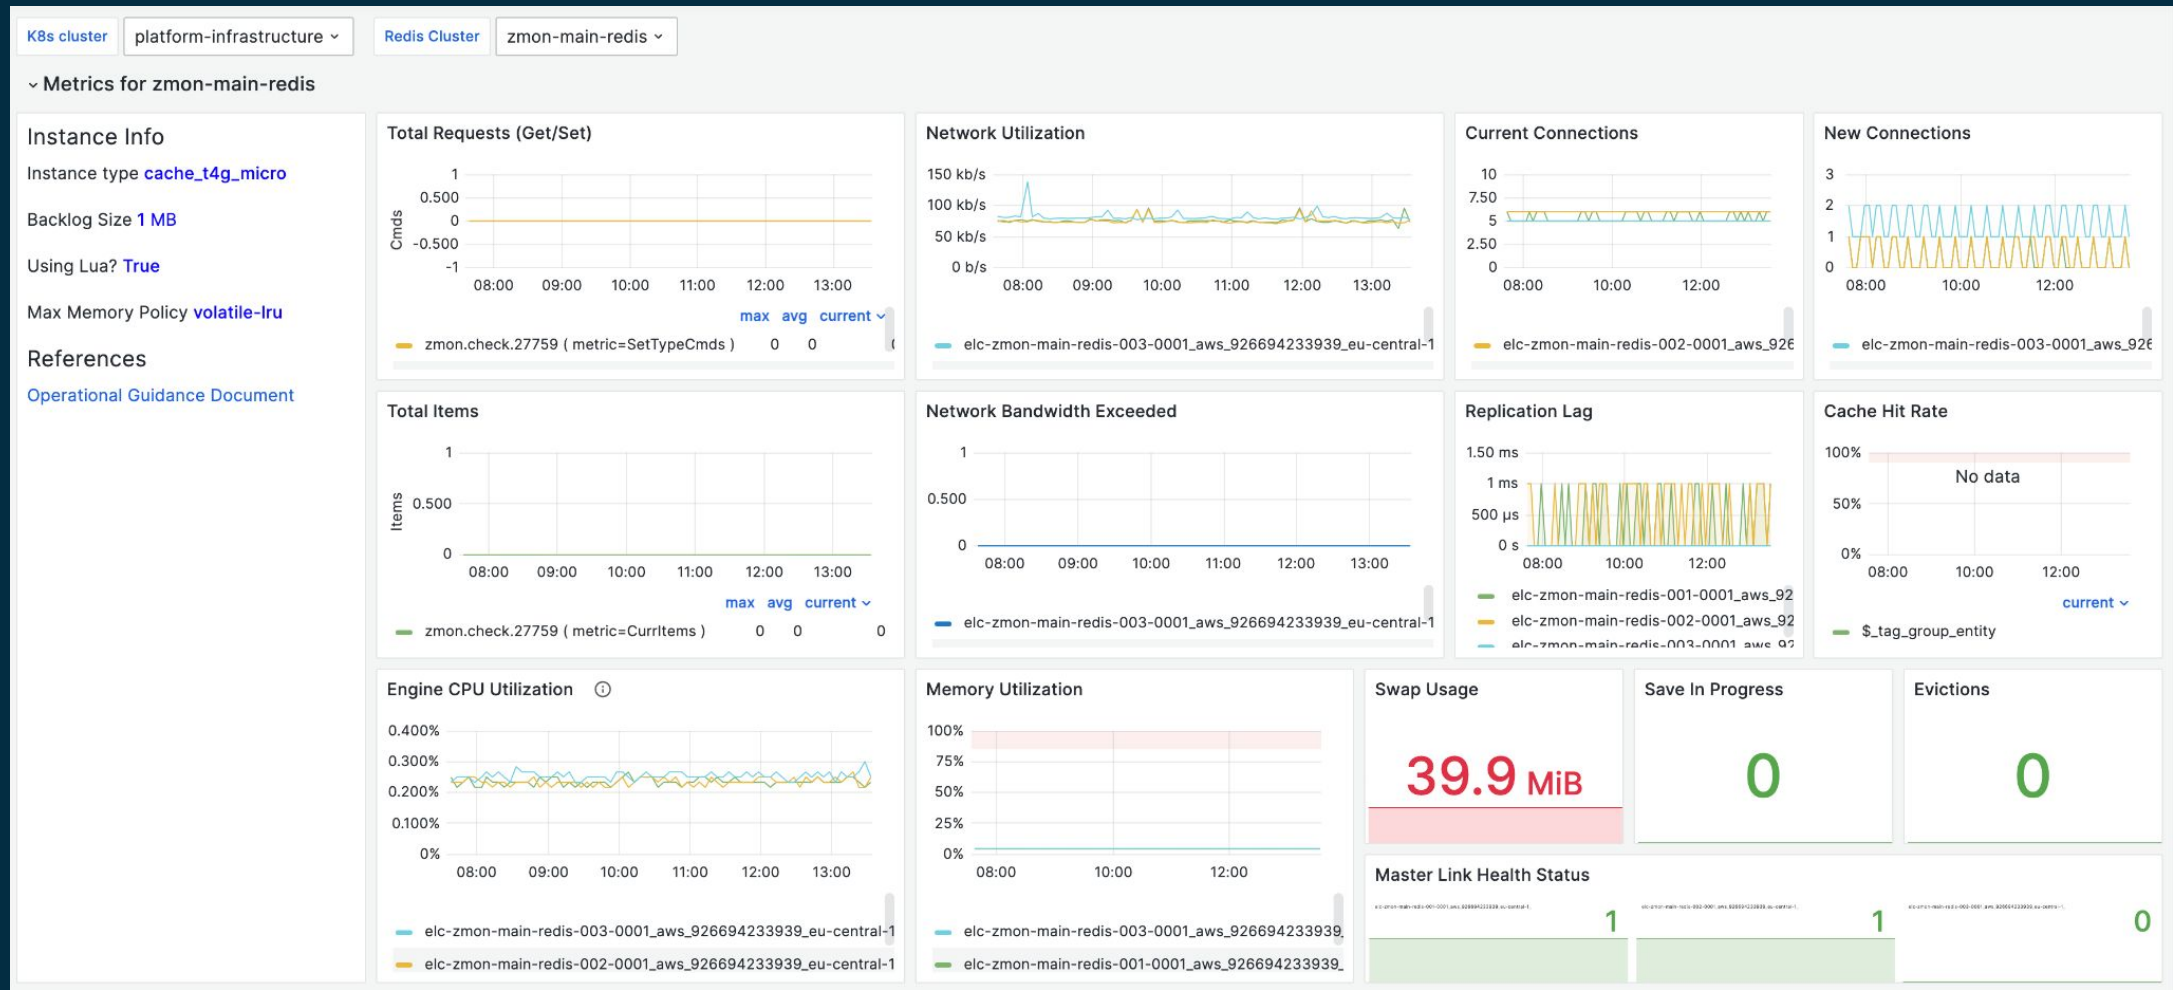 K8s cluster platform-infrastructure Redis Cluster zmon-main-redis
Metrics for zmon-main-redis
Instance Info
Instance type cache_t4g_micro
Backlog Size 1 MB
Using Lua? True
Max Memory Policy volatile-lru
References
Operational Guidance Document
Total Requests (Get/Set)
Cmds
1
0.500
0
-0.500
-1
08:00 09:00 10:00 11:00 12:00 13:00
max avg current
zmon.check.27759 ( metric=SetTypeCmds ) 0 0
Network Utilization
150 kb/s
100 kb/s
50 kb/s
0 b/s
08:00 09:00 10:00 11:00 12:00 13:00
elc-zmon-main-redis-003-0001_aws_926694233939_eu-central-1
Current Connections
10
7.50
5
2.50
0
08:00 10:00 12:00
elc-zmon-main-redis-002-0001_aws_926
New Connections
3
2
1
0
08:00 10:00 12:00
elc-zmon-main-redis-003-0001_aws_926
Total Items
Items
1
0.500
0
08:00 09:00 10:00 11:00 12:00 13:00
max avg current
zmon.check.27759 ( metric=CurrItems ) 0 0 0
Network Bandwidth Exceeded
1
0.500
0
08:00 09:00 10:00 11:00 12:00 13:00
elc-zmon-main-redis-003-0001_aws_926694233939_eu-central-1
Replication Lag
1.50 ms
1 ms
500 µs
0 s
08:00 10:00 12:00
elc-zmon-main-redis-001-0001_aws_92
elc-zmon-main-redis-002-0001_aws_92
elc-zmon-main-redis-003-0001_aws_92
Cache Hit Rate
100%
No data
50%
0%
08:00 10:00 12:00
current
$_tag_group_entity
Engine CPU Utilization
0.400%
0.300%
0.200%
0.100%
0%
08:00 09:00 10:00 11:00 12:00 13:00
elc-zmon-main-redis-003-0001_aws_926694233939_eu-central-1
elc-zmon-main-redis-002-0001_aws_926694233939_eu-central-1
Memory Utilization
100%
75%
50%
25%
0%
08:00 10:00 12:00
elc-zmon-main-redis-003-0001_aws_926694233939_
elc-zmon-main-redis-001-0001_aws_926694233939_
Swap Usage
39.9 MiB
Save In Progress
0
Evictions
0
Master Link Health Status
1
1
0